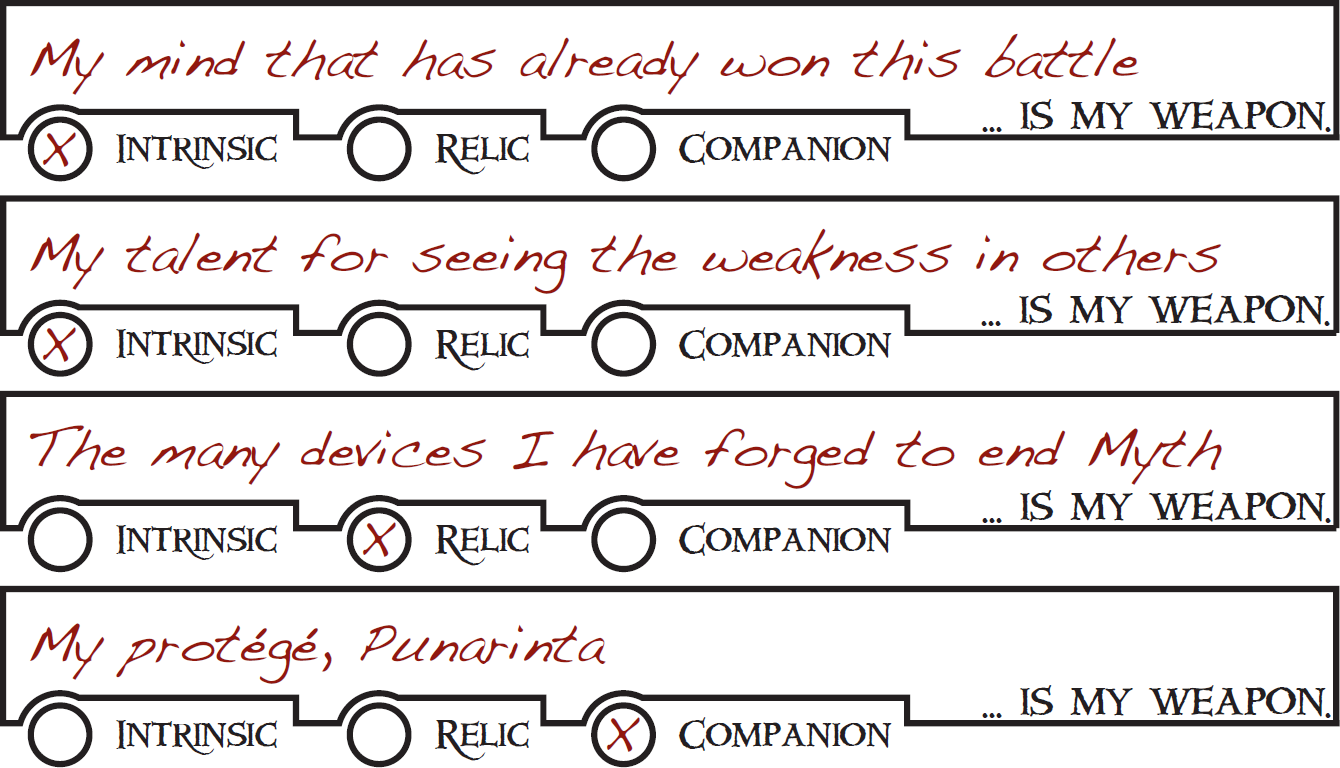 My mind that has already won this battle
... IS MY WEAPON.
X INTRINSIC RELIC COMPANION
My talent for seeing the weakness in others
... IS MY WEAPON.
X INTRINSIC RELIC COMPANION
The many devices I have forged to end Myth
... IS MY WEAPON.
INTRINSIC X RELIC COMPANION
My protégé, Punarinta
... IS MY WEAPON.
INTRINSIC RELIC X COMPANION